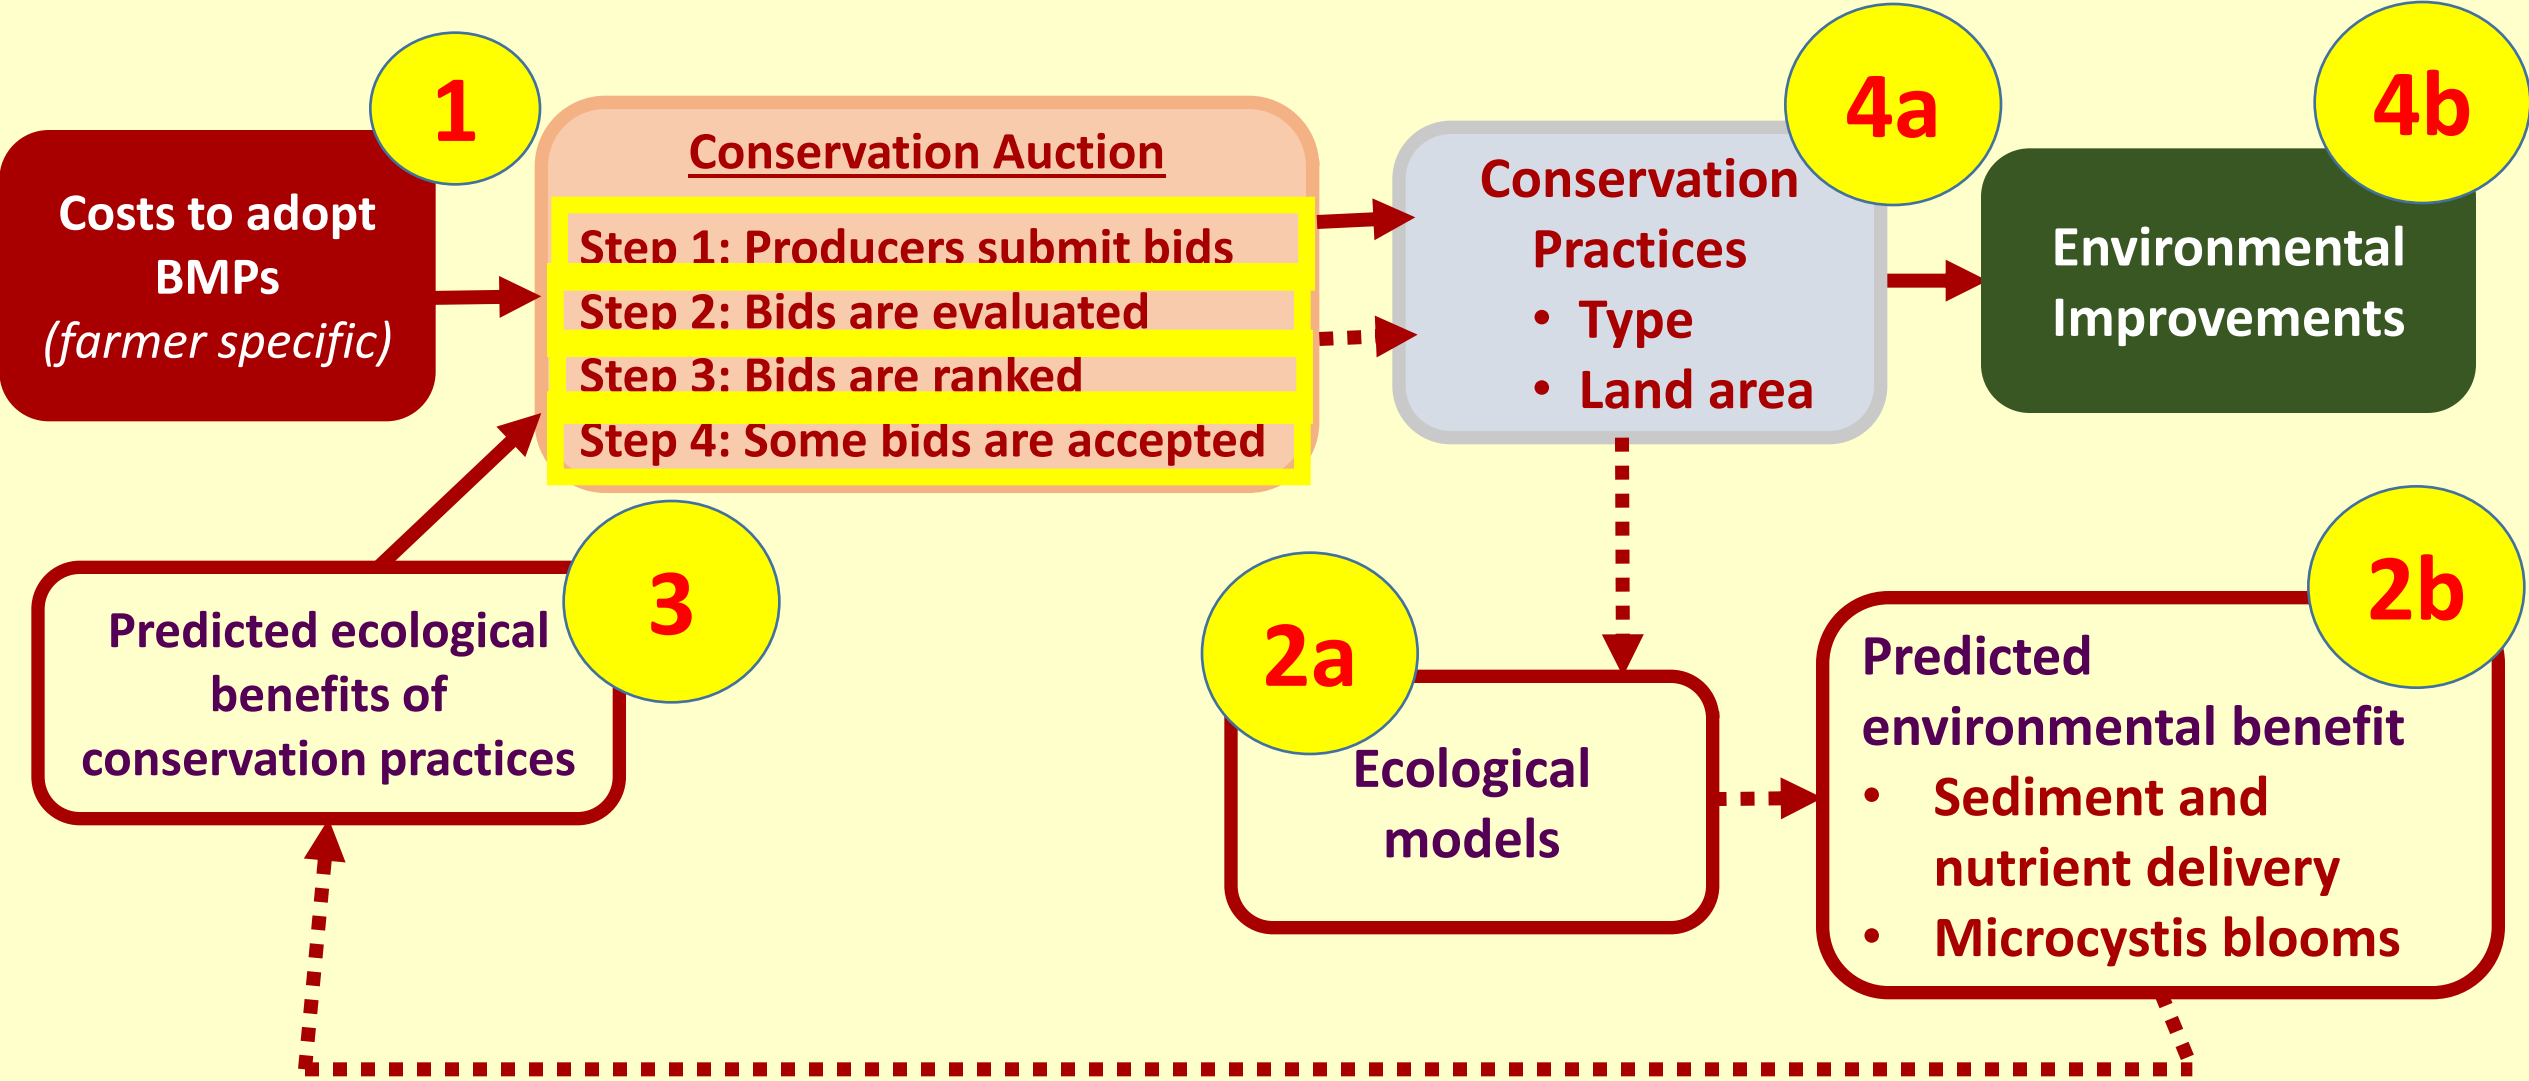 1
Costs to adopt
BMPs
(farmer specific)
Conservation Auction
Step 1: Producers submit bids
Step 2: Bids are evaluated
Step 3: Bids are ranked
Step 4: Some bids are accepted
4a
Conservation
Practices
• Type
• Land area
4b
Environmental
Improvements
3
Predicted ecological
benefits of
conservation practices
2a
Ecological
models
2b
Predicted
environmental benefit
• Sediment and
nutrient delivery
• Microcystis blooms